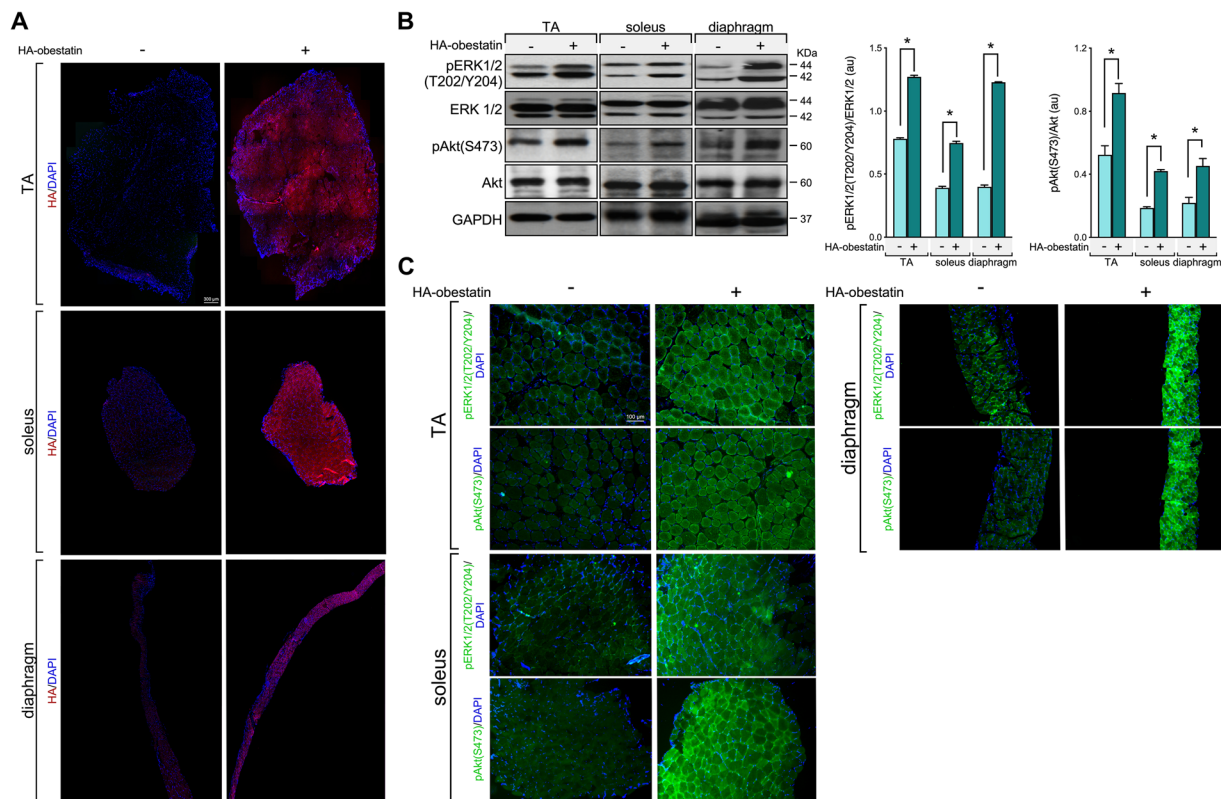 A
HA-obestatin - +
TA
HA/DAPI
300 µm
soleus
HA/DAPI
diaphragm
HA/DAPI
B
TA soleus diaphragm
HA-obestatin - + - + - + KDa
pERK1/2
(T202/Y204)
44
42
ERK 1/2
44
42
pAkt(S473) 60
Akt 60
GAPDH 37
pERK1/2(T202/Y204)/ERK1/2 (au)
1.5
1.0
0.5
0.0
* * *
HA-obestatin - + - + - +
TA soleus diaphragm
pAkt(S473)/Akt (au)
1.5
1.0
0.5
0.0
* * *
HA-obestatin - + - + - +
TA soleus diaphragm
C
HA-obestatin - +
TA
pERK1/2(T202/Y204)/
DAPI
100 µm
pAkt(S473)/DAPI
soleus
pERK1/2(T202/Y204)/
DAPI
pAkt(S473)/DAPI
HA-obestatin - +
diaphragm
pERK1/2(T202/Y204)/
DAPI
pAkt(S473)/DAPI